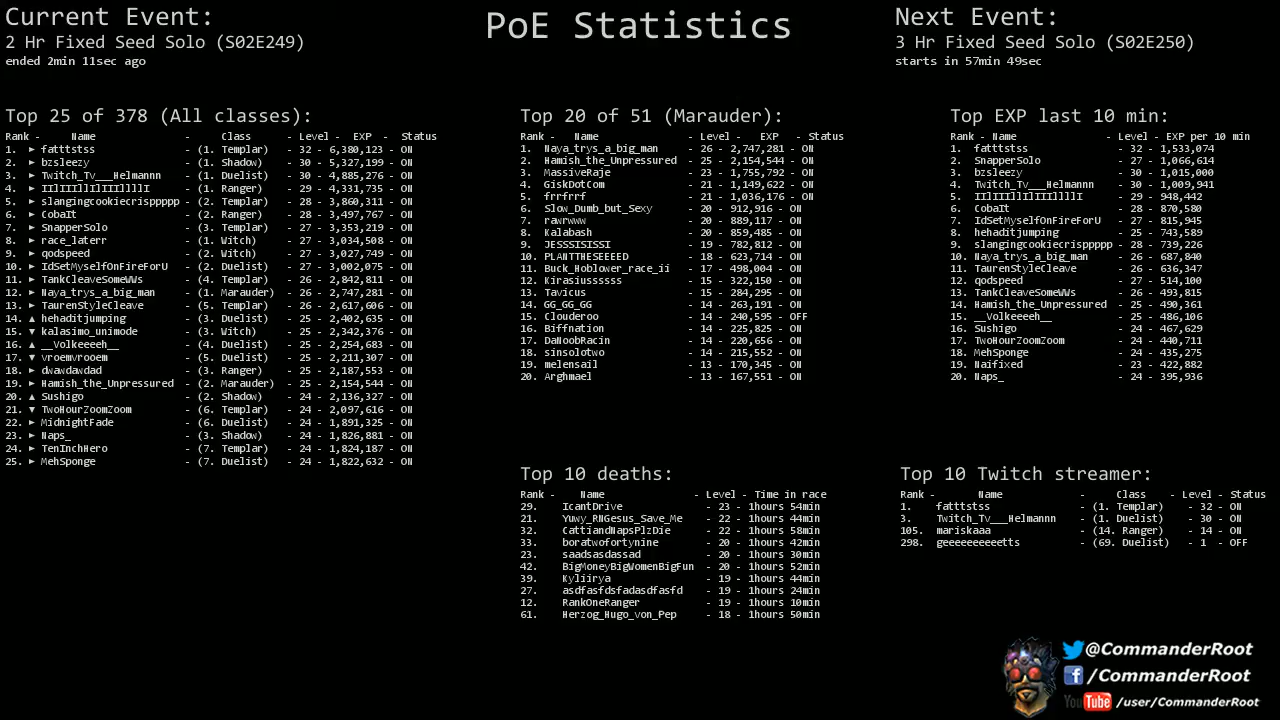 Current Event:
2 Hr Fixed Seed Solo (S02E249)
ended 2min 11sec ago
PoE Statistics
Next Event:
3 Hr Fixed Seed Solo (S02E250)
starts in 57min 49sec
Top 25 of 378 (All classes):
Rank - Name - Class - Level - EXP - Status
1. ► fatttstss - (1. Templar) - 32 - 6,380,123 - ON
2. ► bzsleezy - (1. Shadow) - 30 - 5,327,199 - ON
3. ► Twitch_Tv___Helmannn - (1. Duelist) - 30 - 4,885,276 - ON
4. ► IIlIIIllIlIIIllllI - (1. Ranger) - 29 - 4,331,735 - ON
5. ► slangingcookiecrisppppp - (2. Templar) - 28 - 3,860,311 - ON
6. ► CobaIt - (2. Ranger) - 28 - 3,497,767 - ON
7. ► SnapperSolo - (3. Templar) - 27 - 3,353,219 - ON
8. ► race_laterr - (1. Witch) - 27 - 3,034,508 - ON
9. ► qodspeed - (2. Witch) - 27 - 3,027,749 - ON
10. ► IdSetMyselfOnFireForU - (2. Duelist) - 27 - 3,002,075 - ON
11. ► TankCleaveSomeWWs - (4. Templar) - 26 - 2,842,811 - ON
12. ► Naya_trys_a_big_man - (1. Marauder) - 26 - 2,747,281 - ON
13. ► TaurenStyleCleave - (5. Templar) - 26 - 2,617,606 - ON
14. ▲ hehaditjumping - (3. Duelist) - 25 - 2,402,635 - ON
15. ▼ kalasimo_unimode - (3. Witch) - 25 - 2,342,376 - ON
16. ▲ __Volkeeeeh__ - (4. Duelist) - 25 - 2,254,683 - ON
17. ▼ vroemvrooem - (5. Duelist) - 25 - 2,211,307 - ON
18. ► dwawdawdad - (3. Ranger) - 25 - 2,187,553 - ON
19. ► Hamish_the_Unpressured - (2. Marauder) - 25 - 2,154,544 - ON
20. ▲ Sushigo - (2. Shadow) - 24 - 2,136,327 - ON
21. ▼ TwoHourZoomZoom - (6. Templar) - 24 - 2,097,616 - ON
22. ► MidnightFade - (6. Duelist) - 24 - 1,891,325 - ON
23. ► Naps_ - (3. Shadow) - 24 - 1,826,881 - ON
24. ► TenInchHero - (7. Templar) - 24 - 1,824,187 - ON
25. ► MehSponge - (7. Duelist) - 24 - 1,822,632 - ON
Top 20 of 51 (Marauder):
Rank - Name - Level - EXP - Status
1. Naya_trys_a_big_man - 26 - 2,747,281 - ON
2. Hamish_the_Unpressured - 25 - 2,154,544 - ON
3. MassiveRaje - 23 - 1,755,792 - ON
4. GiskDotCom - 21 - 1,149,622 - ON
5. frrfrrf - 21 - 1,036,176 - ON
6. Slow_Dumb_but_Sexy - 20 - 912,916 - ON
7. rawrwww - 20 - 889,117 - ON
8. Kalabash - 20 - 859,485 - ON
9. JESSSISISSI - 19 - 782,812 - ON
10. PLANTTHESEEEED - 18 - 623,714 - ON
11. Buck_Hoblower_race_ii - 17 - 498,004 - ON
12. Kirasiussssss - 15 - 322,150 - ON
13. Tavicus - 15 - 284,295 - ON
14. GG_GG_GG - 14 - 263,191 - ON
15. Clouderoo - 14 - 240,595 - OFF
16. Biffnation - 14 - 225,825 - ON
17. DaNoobRacin - 14 - 220,656 - ON
18. sinsolotwo - 14 - 215,552 - ON
19. melensail - 13 - 170,345 - ON
20. Arghmael - 13 - 167,551 - ON
Top EXP last 10 min:
Rank - Name - Level - EXP per 10 min
1. fatttstss - 32 - 1,533,074
2. SnapperSolo - 27 - 1,066,614
3. bzsleezy - 30 - 1,015,000
4. Twitch_Tv___Helmannn - 30 - 1,009,941
5. IIlIIIllIlIIIllllI - 29 - 948,442
6. CobaIt - 28 - 870,580
7. IdSetMyselfOnFireForU - 27 - 815,945
8. hehaditjumping - 25 - 743,589
9. slangingcookiecrisppppp - 28 - 739,226
10. Naya_trys_a_big_man - 26 - 687,840
11. TaurenStyleCleave - 26 - 636,347
12. qodspeed - 27 - 514,100
13. TankCleaveSomeWWs - 26 - 493,815
14. Hamish_the_Unpressured - 25 - 490,361
15. __Volkeeeeh__ - 25 - 486,106
16. Sushigo - 24 - 467,629
17. TwoHourZoomZoom - 24 - 440,711
18. MehSponge - 24 - 435,275
19. Naifixed - 23 - 422,882
20. Naps_ - 24 - 395,936
Top 10 deaths:
Rank - Name - Level - Time in race
29. IcantDrive - 23 - 1hours 54min
21. Yuwy_RNGesus_Save_Me - 22 - 1hours 44min
32. CattiandNapsPlzDie - 22 - 1hours 58min
33. boratwofortynine - 20 - 1hours 42min
23. saadsasdassad - 20 - 1hours 30min
42. BigMoneyBigWomenBigFun - 20 - 1hours 52min
39. Kyliirya - 19 - 1hours 44min
27. asdfasfdsfadasdfasfd - 19 - 1hours 24min
12. RankOneRanger - 19 - 1hours 10min
61. Herzog_Hugo_von_Pep - 18 - 1hours 50min
Top 10 Twitch streamer:
Rank - Name - Class - Level - Status
1. fatttstss - (1. Templar) - 32 - ON
3. Twitch_Tv___Helmannn - (1. Duelist) - 30 - ON
105. mariskaaa - (14. Ranger) - 14 - ON
298. geeeeeeeeeetts - (69. Duelist) - 1 - OFF
@CommanderRoot
/CommanderRoot
YouTube /user/CommanderRoot